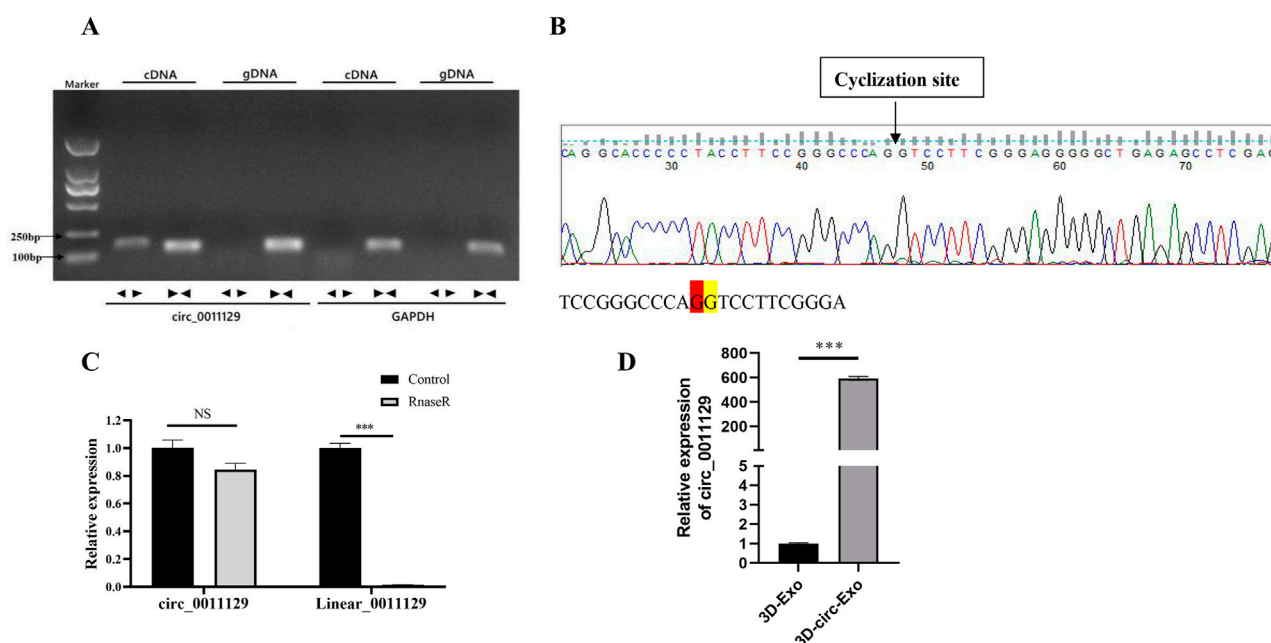 A
cDNA gDNA cDNA gDNA
Marker
250bp
100bp
circ_0011129 GAPDH
B
Cyclization site
CAGGCACCCCCTACCTTCCGGGCCCAGGTCCTTCGGGAGGGGGCTGAGAGCCTCGAG
30 40 50 60 70
TCCGGGCCCAGGTCCTTCGGGA
C
Control
RnaseR
Relative expression
1.2
1.0
0.8
0.6
0.4
0.2
0.0
NS
***
circ_0011129 Linear_0011129
D
Relative expression
of circ_0011129
800
600
400
200
5
4
3
2
1
0
***
3D-Exo
3D-circ-Exo